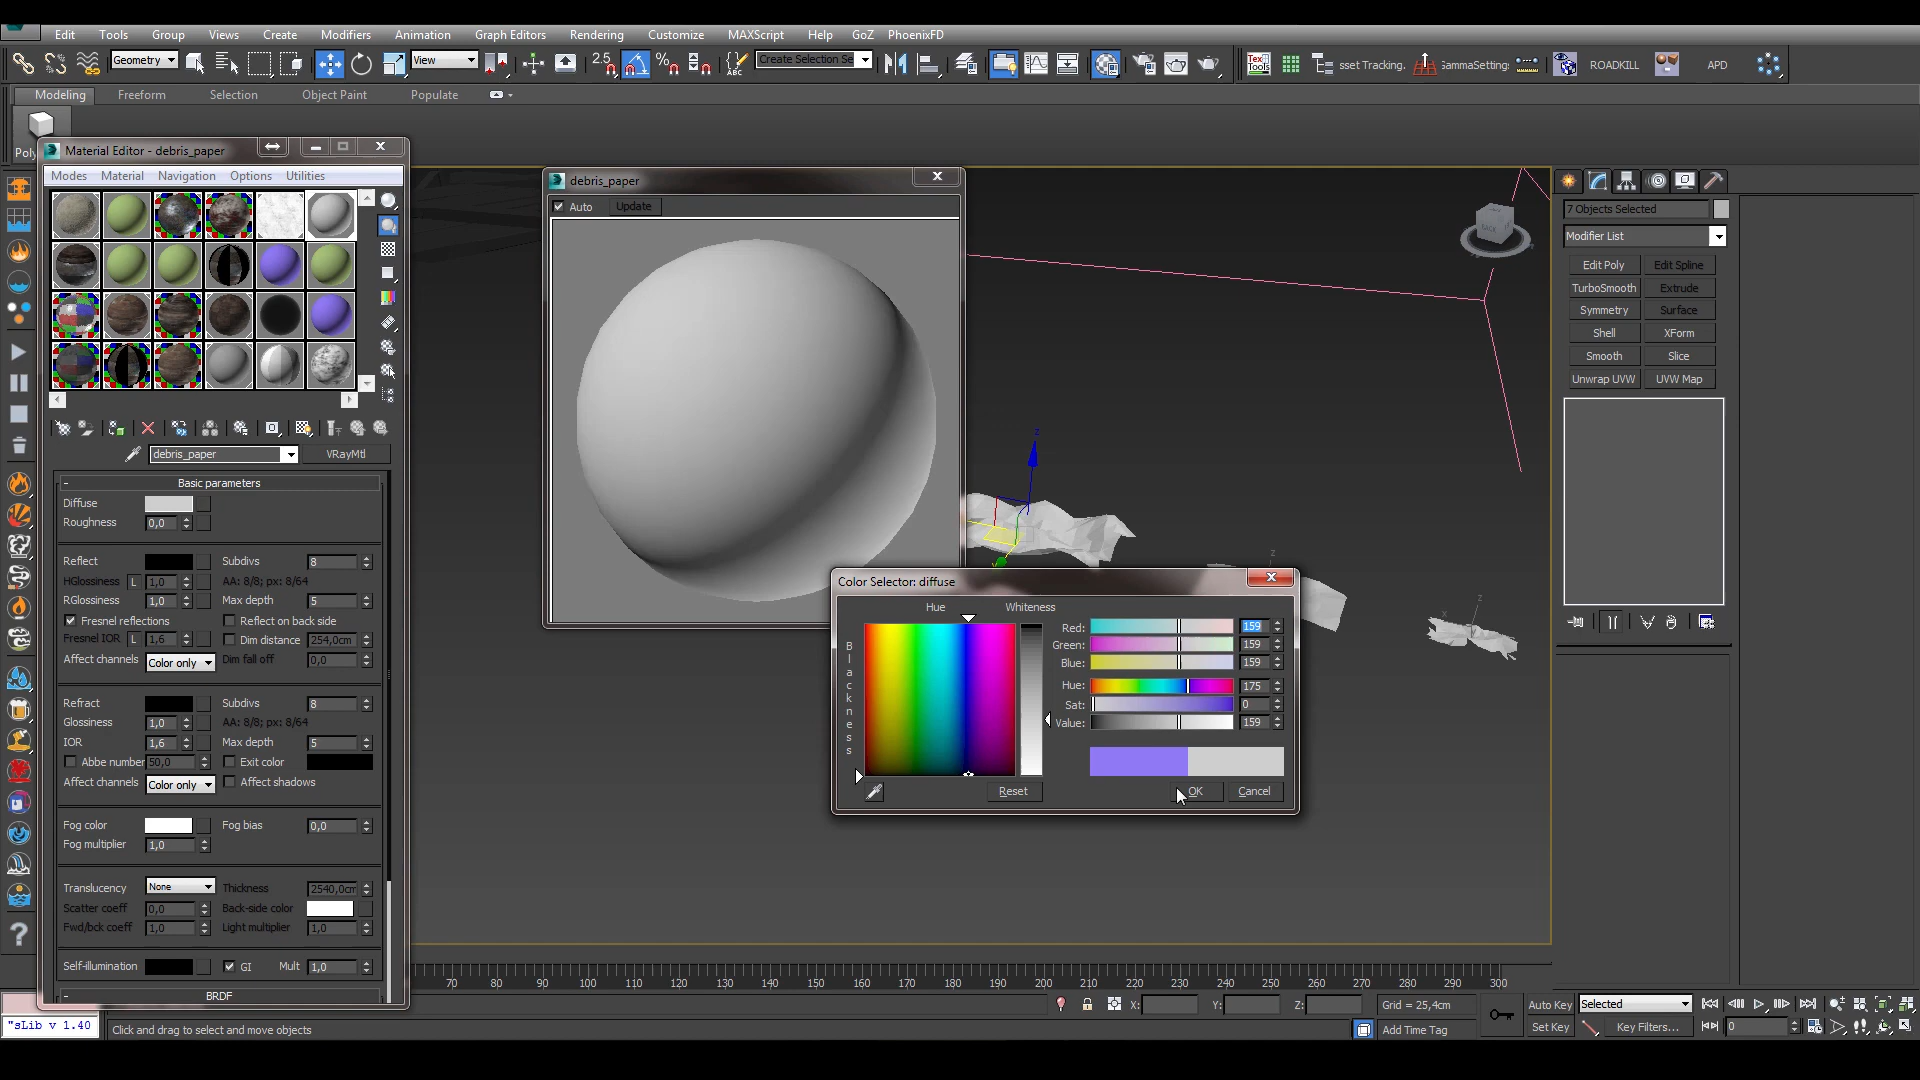 Edit Tools Group Views Create Modifiers Animation Graph Editors Rendering Customize MAXScript Help GoZ PhoenixFD
Geometry View 2.5 Create Selection Se Tex Tools sset Tracking. GammaSetting: ROADKILL APD
Modeling Freeform Selection Object Paint Populate
Poly
Material Editor - debris_paper
Modes Material Navigation Options Utilities
debris_paper VRayMtl
Basic parameters
Diffuse
Roughness 0,0
Reflect Subdivs 8
HGlossiness L 1,0 AA: 8/8; px: 8/64
RGlossiness 1,0 Max depth 5
Fresnel reflections Reflect on back side
Fresnel IOR L 1,6 Dim distance 254,0cm
Affect channels Color only Dim fall off 0,0
Refract Subdivs 8
Glossiness 1,0 AA: 8/8; px: 8/64
IOR 1,6 Max depth 5
Abbe number 50,0 Exit color
Affect channels Color only Affect shadows
Fog color Fog bias 0,0
Fog multiplier 1,0
Translucency None Thickness 2540,0cm
Scatter coeff 0,0 Back-side color
Fwd/bck coeff 1,0 Light multiplier 1,0
Self-illumination GI Mult 1,0
BRDF
debris_paper
Auto Update
Color Selector: diffuse
Hue Whiteness
Blackness
Red: 159
Green: 159
Blue: 159
Hue: 175
Sat: 0
Value: 159
Reset OK Cancel
z
z
x z
BACK
7 Objects Selected
Modifier List
Edit Poly Edit Spline
TurboSmooth Extrude
Symmetry Surface
Shell XForm
Smooth Slice
Unwrap UVW UVW Map
70 80 90 100 110 120 130 140 150 160 170 180 190 200 210 220 230 240 250 260 270 280 290 300
X: Y: Z: Grid = 25,4cm Auto Key Selected
"sLib v 1.40 Click and drag to select and move objects Add Time Tag Set Key Key Filters... 0